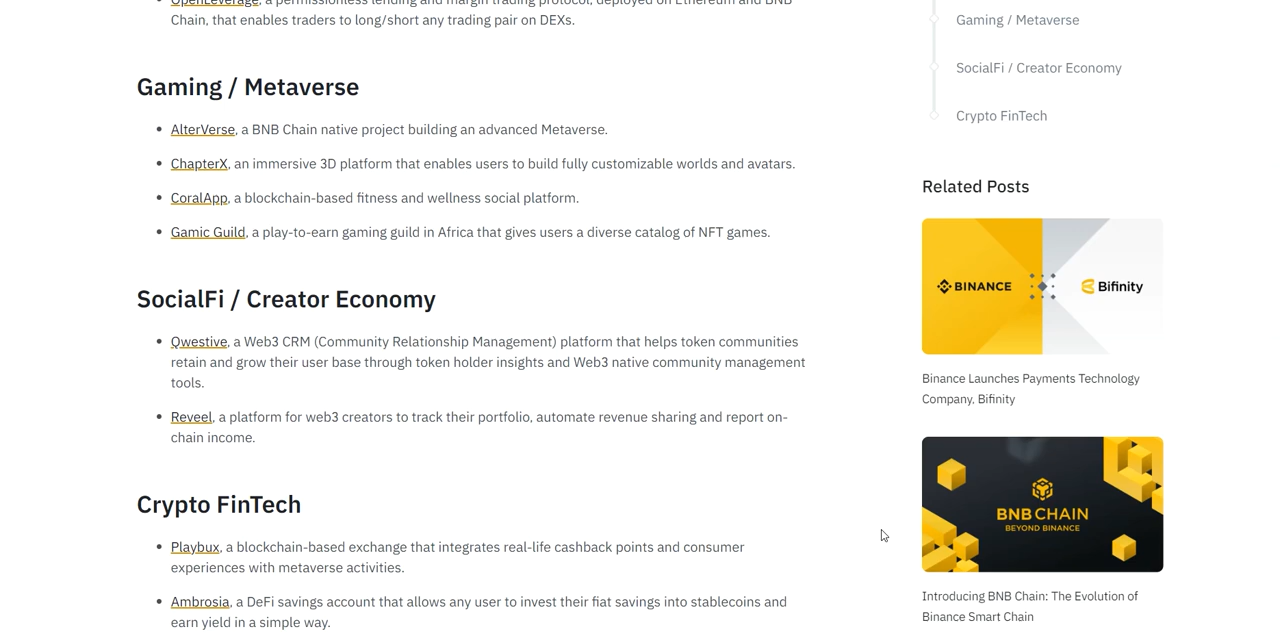 OpenLeverage, a permissionless lending and margin trading protocol, deployed on Ethereum and BNB
Chain, that enables traders to long/short any trading pair on DEXs.
Gaming / Metaverse
AlterVerse, a BNB Chain native project building an advanced Metaverse.
ChapterX, an immersive 3D platform that enables users to build fully customizable worlds and avatars.
CoralApp, a blockchain-based fitness and wellness social platform.
Gamic Guild, a play-to-earn gaming guild in Africa that gives users a diverse catalog of NFT games.
SocialFi / Creator Economy
Qwestive, a Web3 CRM (Community Relationship Management) platform that helps token communities
retain and grow their user base through token holder insights and Web3 native community management
tools.
Reveel, a platform for web3 creators to track their portfolio, automate revenue sharing and report on-
chain income.
Crypto FinTech
Playbux, a blockchain-based exchange that integrates real-life cashback points and consumer
experiences with metaverse activities.
Ambrosia, a DeFi savings account that allows any user to invest their fiat savings into stablecoins and
earn yield in a simple way.
Gaming / Metaverse
SocialFi / Creator Economy
Crypto FinTech
Related Posts
BINANCE
Bifinity
Binance Launches Payments Technology
Company, Bifinity
BNB CHAIN
BEYOND BINANCE
Introducing BNB Chain: The Evolution of
Binance Smart Chain